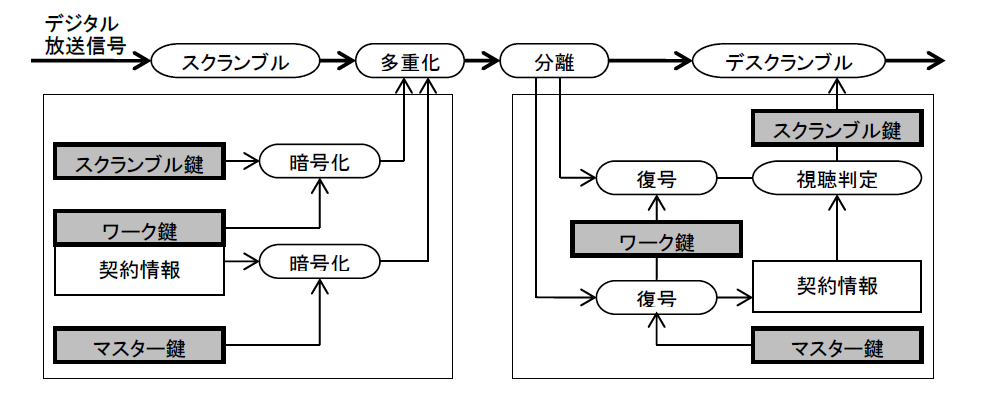 デジタル
放送信号
スクランブル
多重化
分離
デスクランブル
スクランブル鍵
暗号化
ワーク鍵
契約情報
暗号化
マスター鍵
スクランブル鍵
復号
視聴判定
ワーク鍵
復号
契約情報
マスター鍵